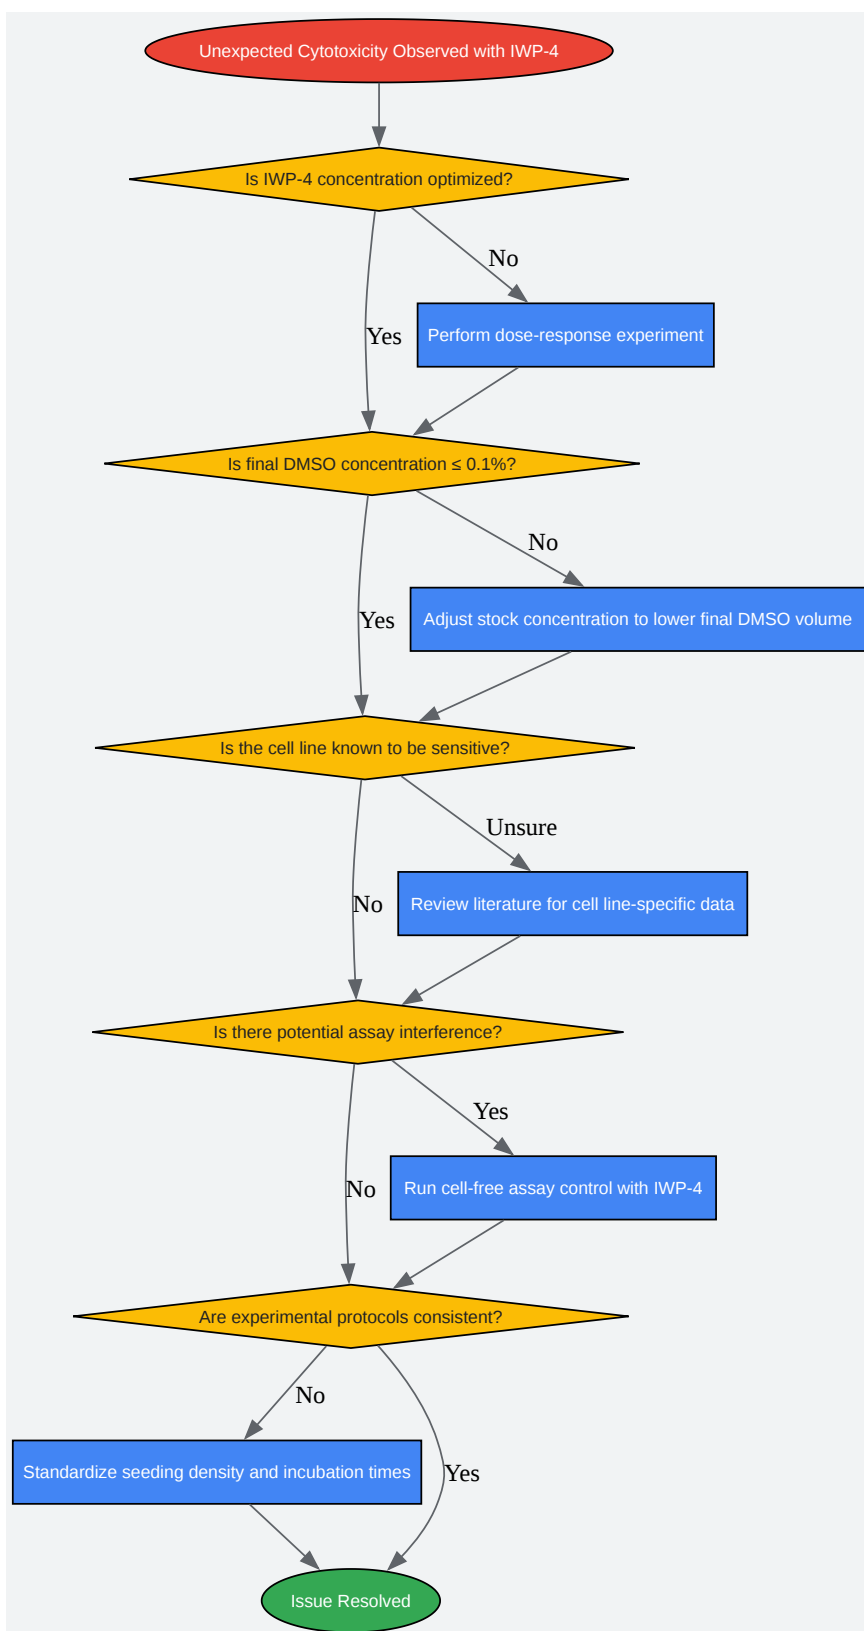 Unexpected Cytotoxicity Observed with IWP-4
Is IWP-4 concentration optimized?
No
Yes
Perform dose-response experiment
Is final DMSO concentration ≤ 0.1%?
No
Yes
Adjust stock concentration to lower final DMSO volume
Is the cell line known to be sensitive?
Unsure
No
Review literature for cell line-specific data
Is there potential assay interference?
Yes
No
Run cell-free assay control with IWP-4
Are experimental protocols consistent?
No
Standardize seeding density and incubation times
Yes
Issue Resolved